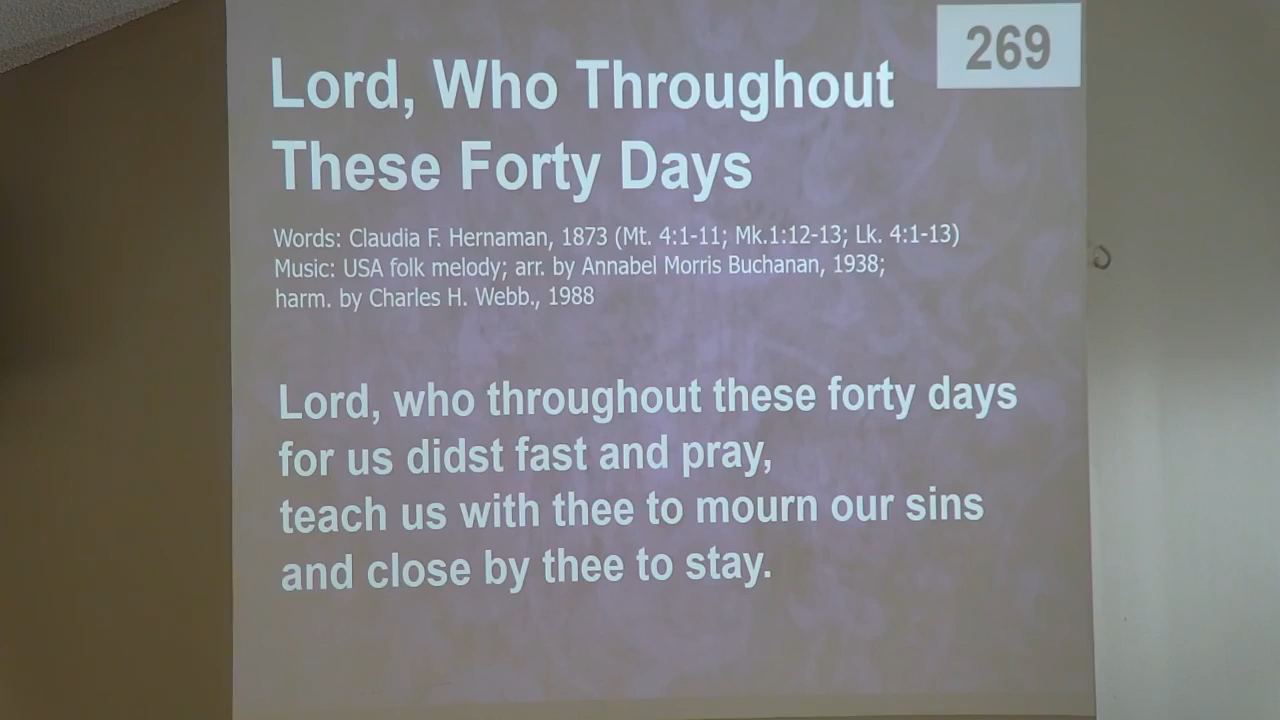 269
Lord, Who Throughout
These Forty Days
Words: Claudia F. Hernaman, 1873 (Mt. 4:1-11; Mk.1:12-13; Lk. 4:1-13)
Music: USA folk melody; arr. by Annabel Morris Buchanan, 1938;
harm. by Charles H. Webb., 1988
Lord, who throughout these forty days
for us didst fast and pray,
teach us with thee to mourn our sins
and close by thee to stay.